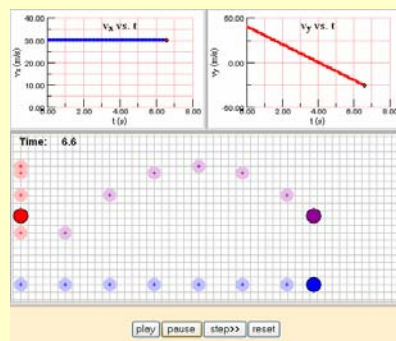 vx vs. t
40.00
30.00
20.00
10.00
0.00
0.00 2.00 4.00 6.00 8.00
vx (m/s)
t (s)
vy vs. t
50.00
0.00
-50.00
0.00 2.00 4.00 6.00 8.00
vy (m/s)
t (s)
Time: 6.6
play pause step>> reset